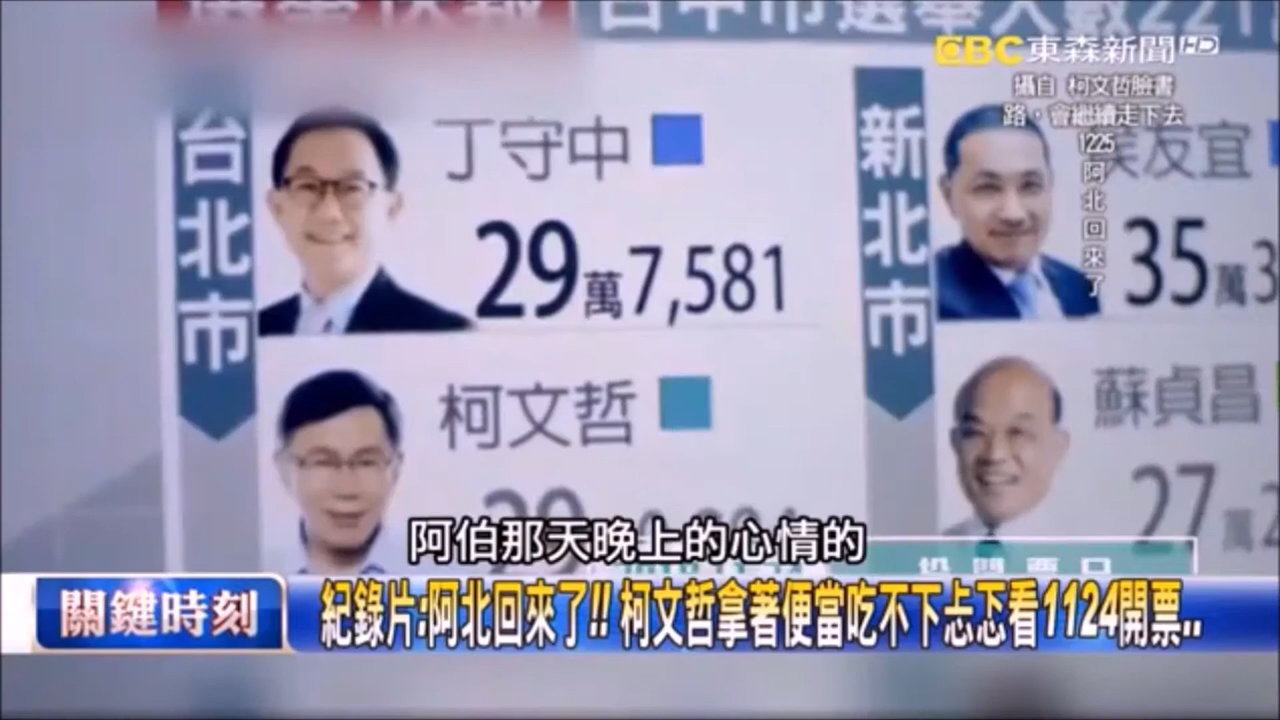 台中市選舉人數221
EBC東森新聞HD
攝自 柯文哲臉書
路，會繼續走下去
1225阿北回來了
台北市
丁守中
29萬7,581
柯文哲
新北市
侯友宜
35萬3
蘇貞昌
27萬2
阿伯那天晚上的心情的
關鍵時刻
紀錄片:阿北回來了!! 柯文哲拿著便當吃不下忐忑看1124開票..